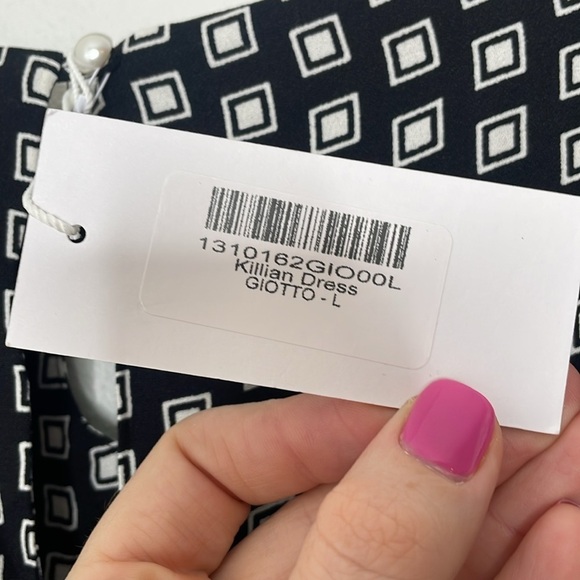 1310162GIO00L
Killian Dress
GIOTTO - L